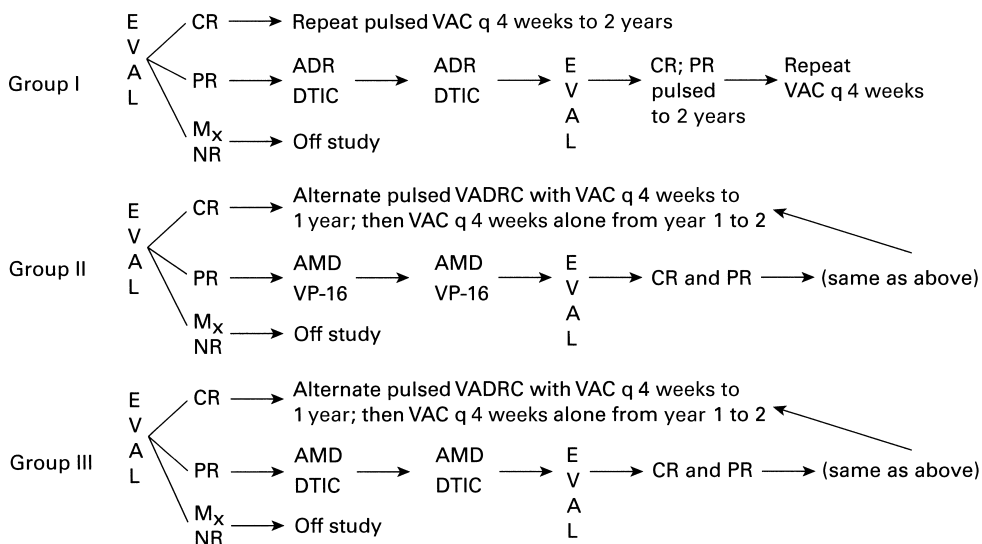 Group I
E
V
A
L
CR
Repeat pulsed VAC q 4 weeks to 2 years
PR
ADR
DTIC
ADR
DTIC
E
V
A
L
CR; PR
pulsed
to 2 years
Repeat
VAC q 4 weeks
Mx
NR
Off study
Group II
E
V
A
L
CR
Alternate pulsed VADRC with VAC q 4 weeks to
1 year; then VAC q 4 weeks alone from year 1 to 2
PR
AMD
VP-16
AMD
VP-16
E
V
A
L
CR and PR
(same as above)
Mx
NR
Off study
Group III
E
V
A
L
CR
Alternate pulsed VADRC with VAC q 4 weeks to
1 year; then VAC q 4 weeks alone from year 1 to 2
PR
AMD
DTIC
AMD
DTIC
E
V
A
L
CR and PR
(same as above)
Mx
NR
Off study